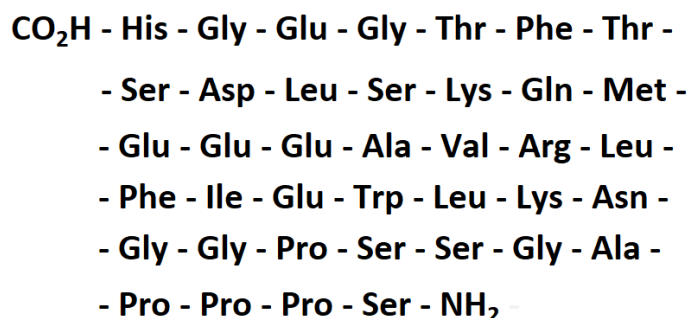 CO₂H - His - Gly - Glu - Gly - Thr - Phe - Thr -
- Ser - Asp - Leu - Ser - Lys - Gln - Met -
- Glu - Glu - Glu - Ala - Val - Arg - Leu -
- Phe - Ile - Glu - Trp - Leu - Lys - Asn -
- Gly - Gly - Pro - Ser - Ser - Gly - Ala -
- Pro - Pro - Pro - Ser - NH₂